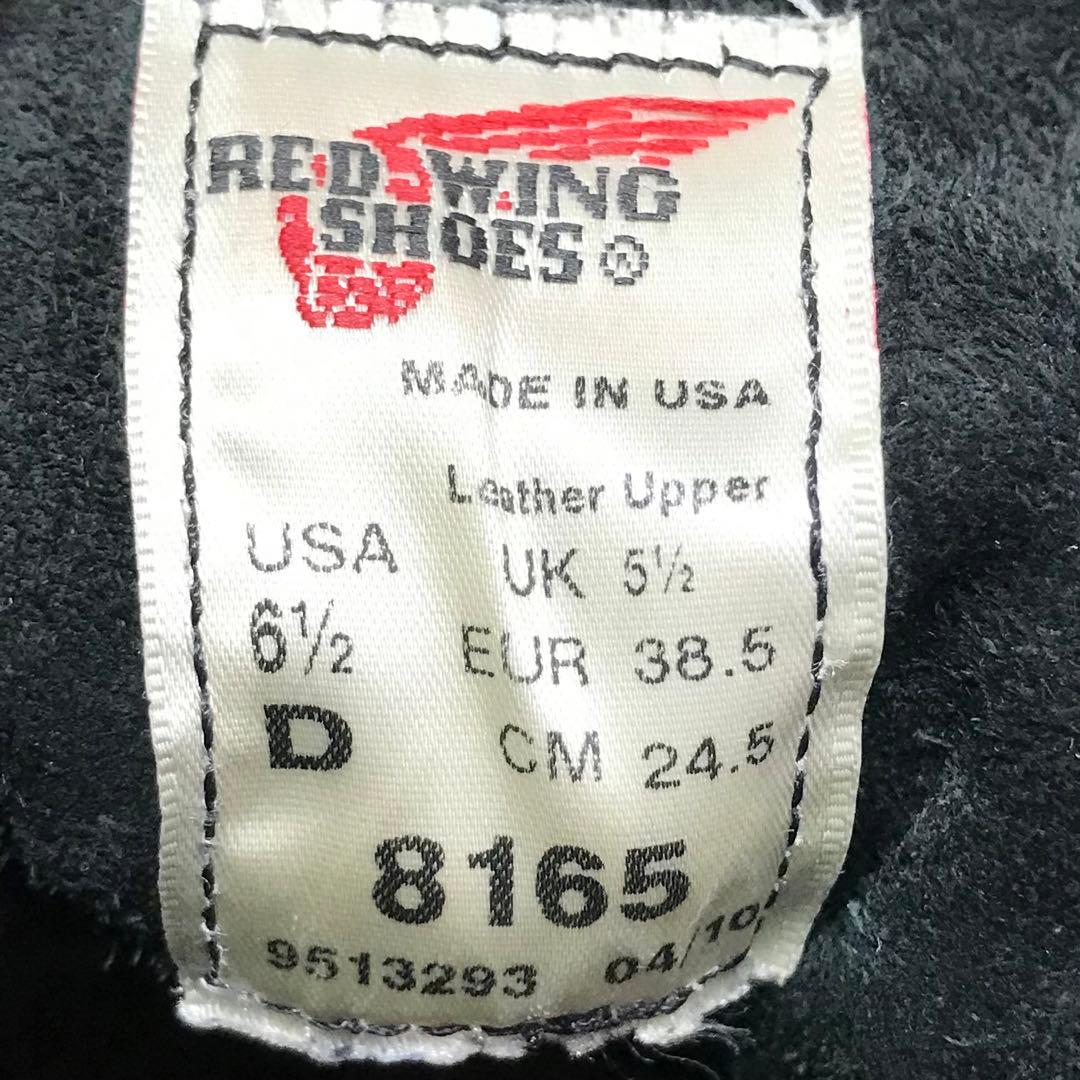 RED WING
SHOES ®
MADE IN USA
Leather Upper
USA UK 5½
6½ EUR 38.5
D CM 24.5
8165
9513293 04/10